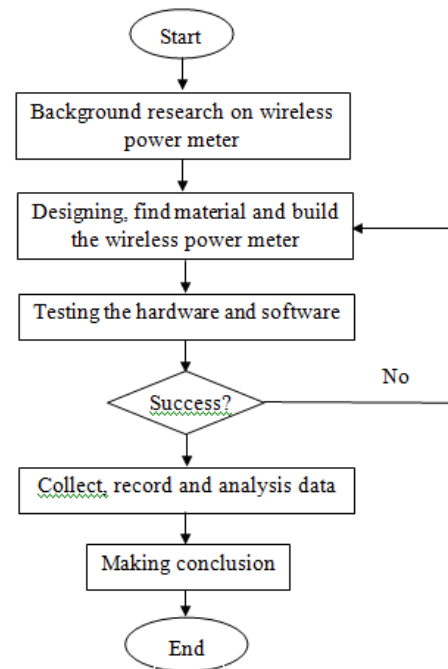 Start
Background research on wireless
power meter
Designing, find material and build
the wireless power meter
Testing the hardware and software
Success?
No
Collect, record and analysis data
Making conclusion
End